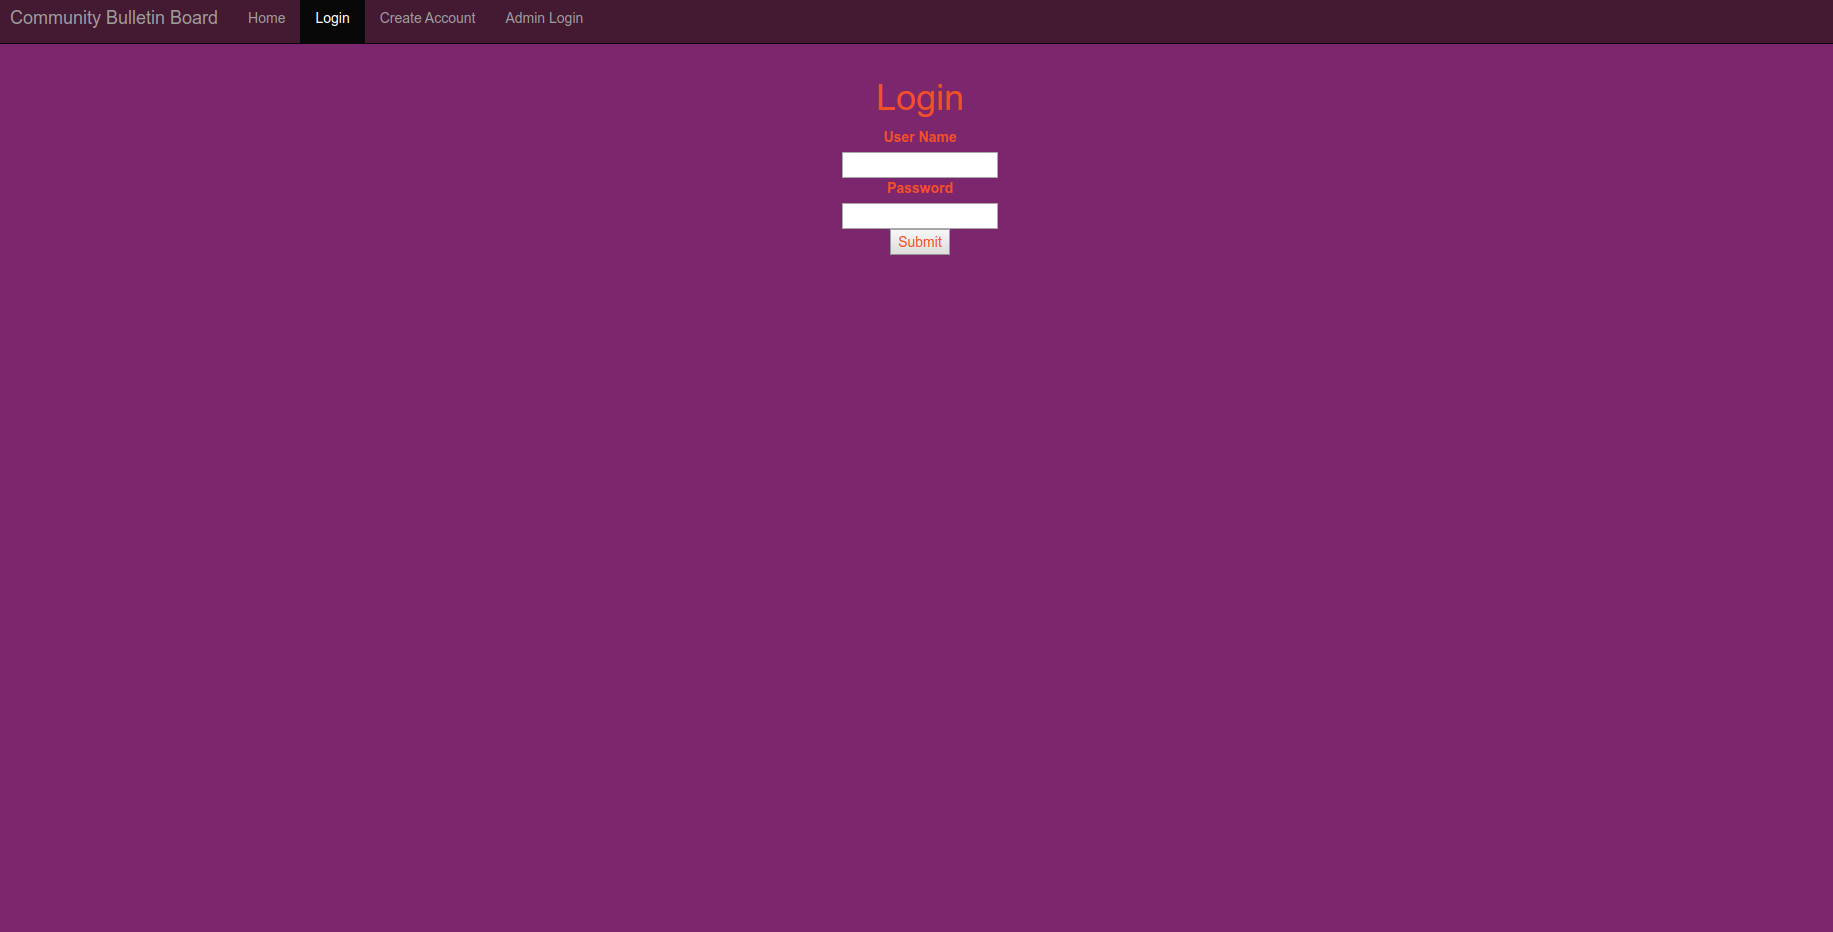 Community Bulletin Board Home Login Create Account Admin Login
Login
User Name
Password
Submit